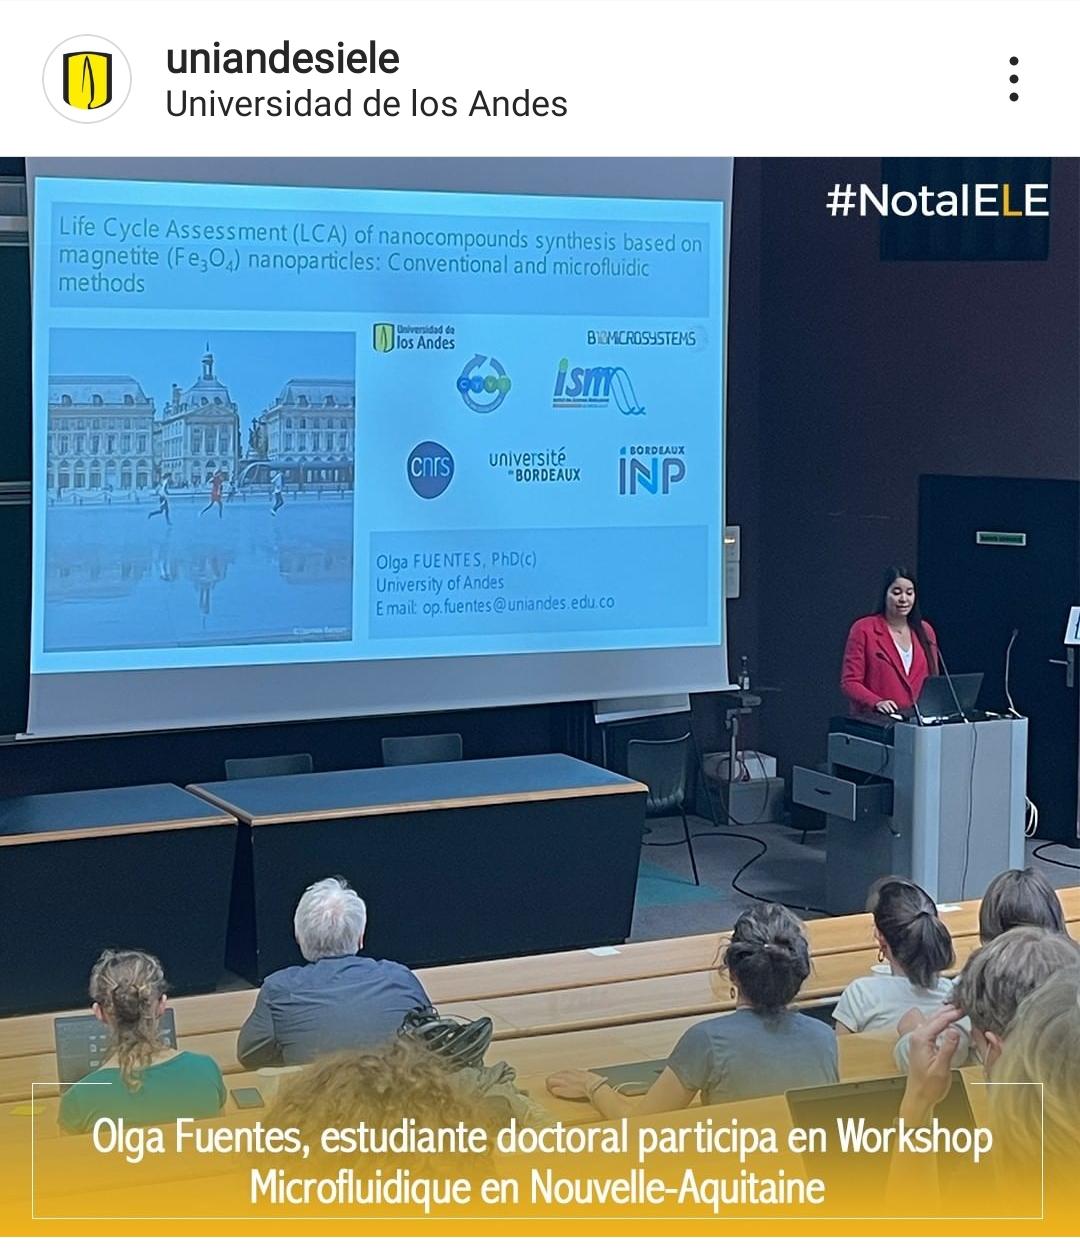 uniandesiele
Universidad de los Andes
#NotaIELE
Life Cycle Assessment (LCA) of nanocompounds synthesis based on
magnetite (Fe₃O₄) nanoparticles: Conventional and microfluidic
methods
Universidad de
los Andes
BIOMICROSYSTEMS
CyVi
ism
cnrs
université
de BORDEAUX
BORDEAUX
INP
Olga FUENTES, PhD(c)
University of Andes
Email: op.fuentes@uniandes.edu.co
Olga Fuentes, estudiante doctoral participa en Workshop
Microfluidique en Nouvelle-Aquitaine